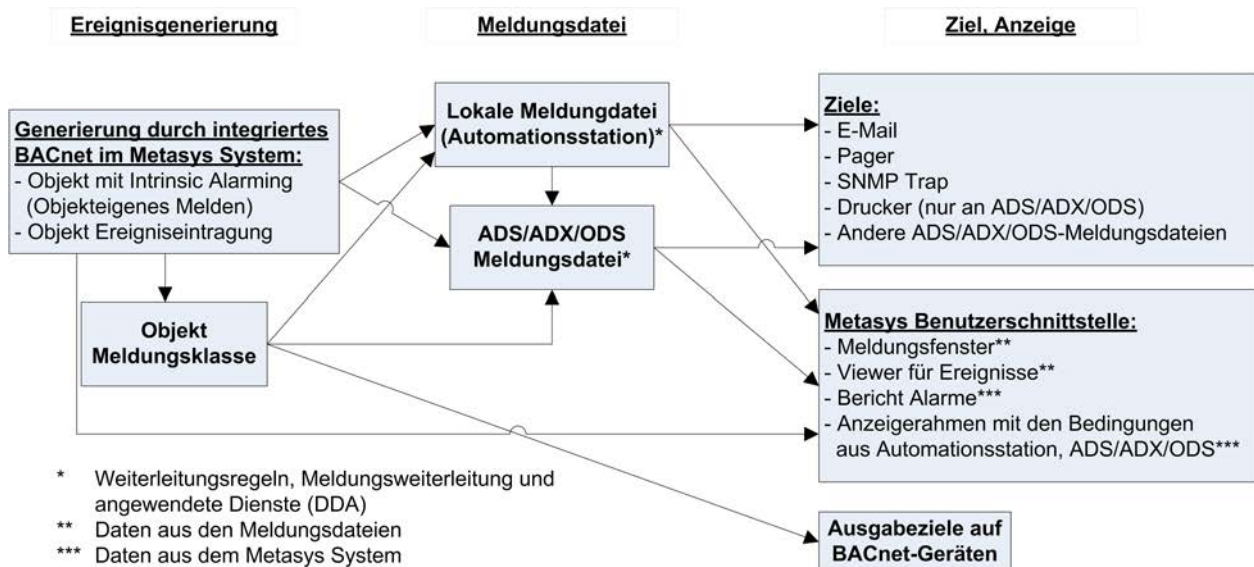 Ereignisgenerierung
Meldungsdatei
Ziel, Anzeige
Generierung durch integriertes
BACnet im Metasys System:
- Objekt mit Intrinsic Alarming
(Objekteigenes Melden)
- Objekt Ereigniseintragung
Objekt
Meldungsklasse
Lokale Meldungdatei
(Automationsstation)*
ADS/ADX/ODS
Meldungsdatei*
Ziele:
- E-Mail
- Pager
- SNMP Trap
- Drucker (nur an ADS/ADX/ODS)
- Andere ADS/ADX/ODS-Meldungsdateien
Metasys Benutzerschnittstelle:
- Meldungsfenster**
- Viewer für Ereignisse**
- Bericht Alarme***
- Anzeigerahmen mit den Bedingungen
aus Automationsstation, ADS/ADX/ODS***
Ausgabeziele auf
BACnet-Geräten
* Weiterleitungsregeln, Meldungsweiterleitung und
angewendete Dienste (DDA)
** Daten aus den Meldungsdateien
*** Daten aus dem Metasys System